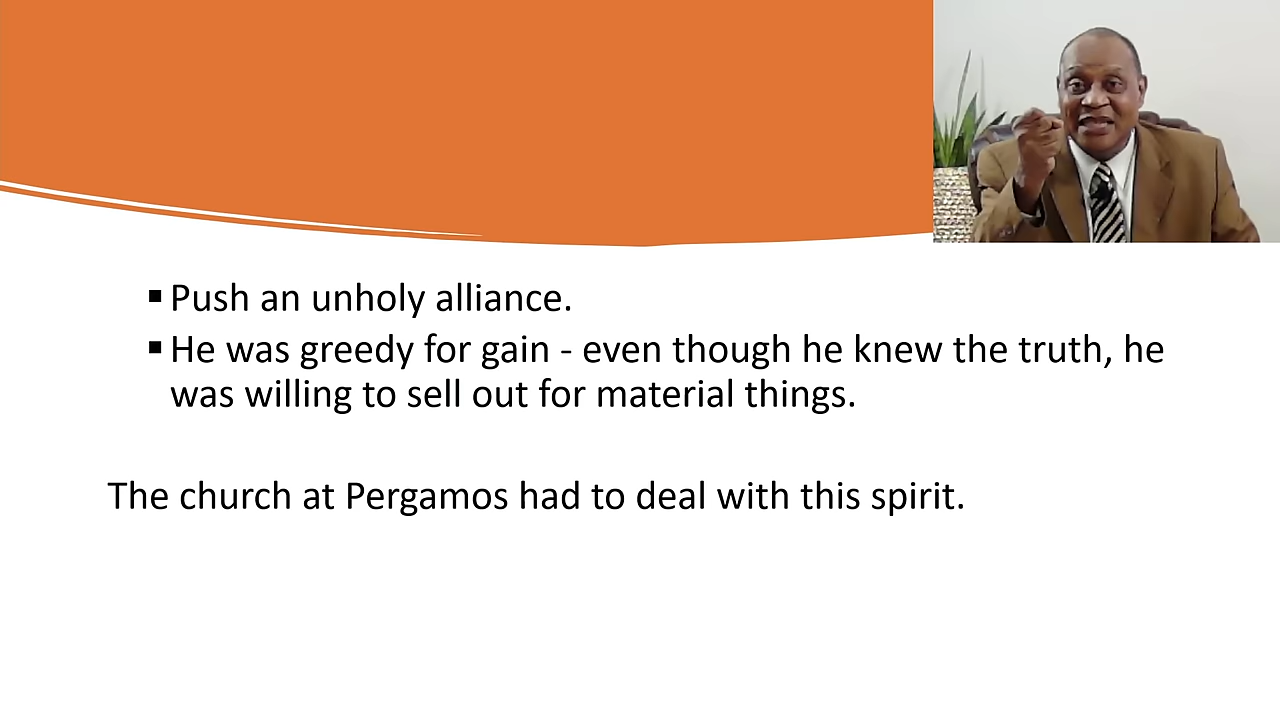 ▪ Push an unholy alliance.
▪ He was greedy for gain - even though he knew the truth, he
was willing to sell out for material things.
The church at Pergamos had to deal with this spirit.